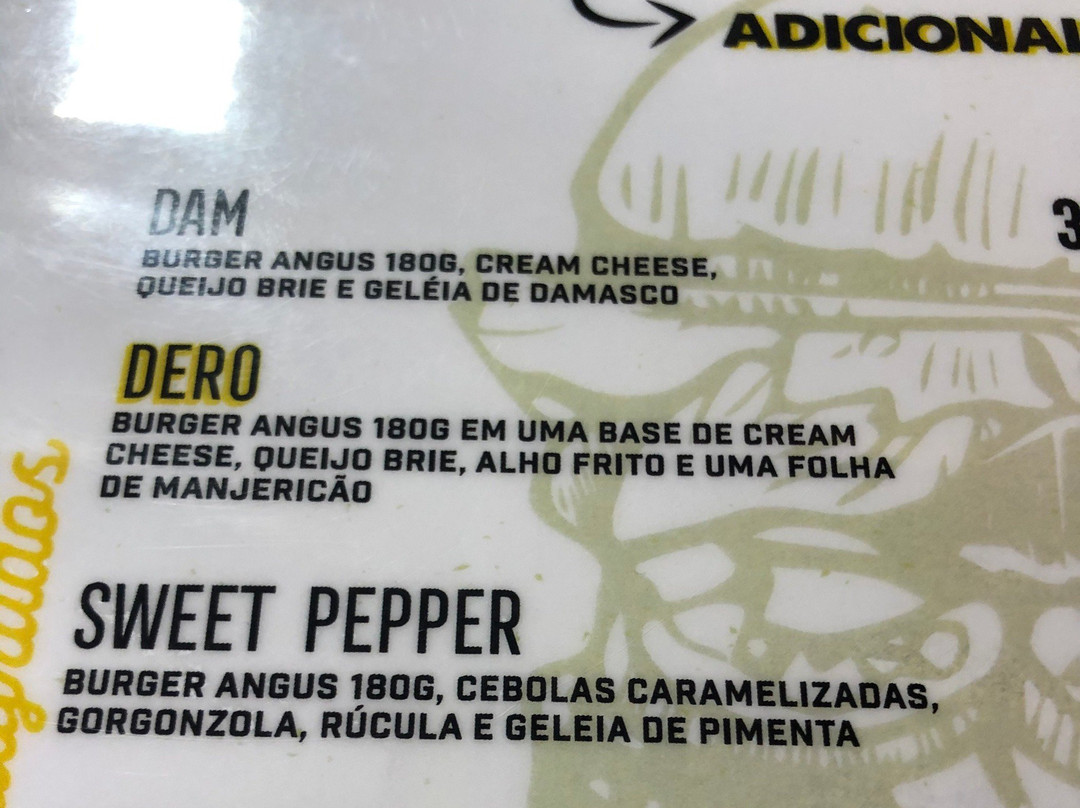 ADICIONAL
DAM
3
BURGER ANGUS 180G, CREAM CHEESE,
QUEIJO BRIE E GELÉIA DE DAMASCO
DERO
BURGER ANGUS 180G EM UMA BASE DE CREAM
CHEESE, QUEIJO BRIE, ALHO FRITO E UMA FOLHA
DE MANJERICÃO
SWEET PEPPER
BURGER ANGUS 180G, CEBOLAS CARAMELIZADAS,
GORGONZOLA, RÚCULA E GELEIA DE PIMENTA